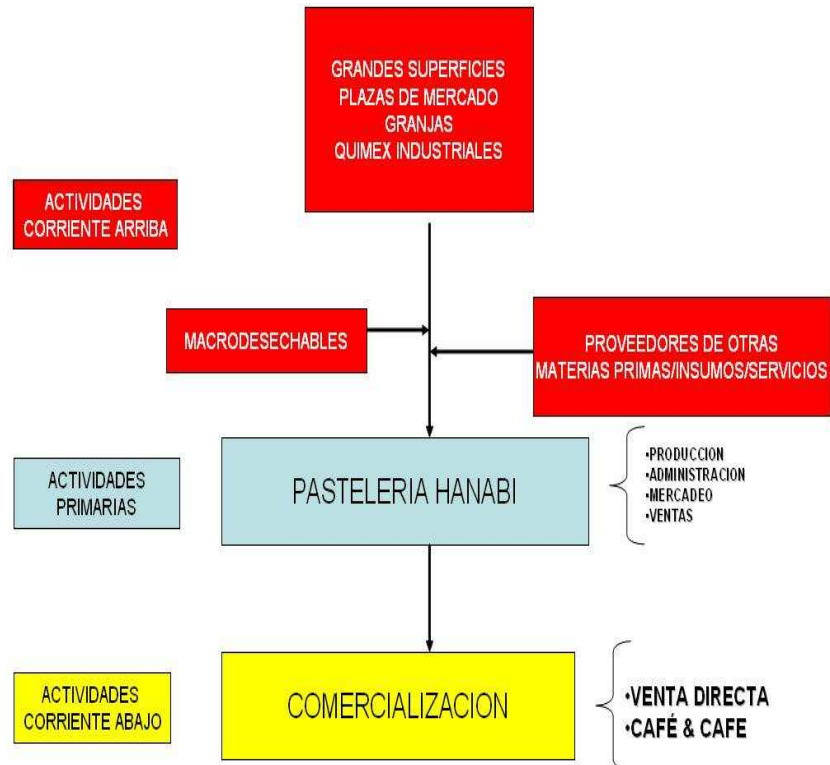 GRANDES SUPERFICIES
PLAZAS DE MERCADO
GRANJAS
QUIMEX INDUSTRIALES
ACTIVIDADES
CORRIENTE ARRIBA
MACRODESECHABLES
PROVEEDORES DE OTRAS
MATERIAS PRIMAS/INSUMOS/SERVICIOS
ACTIVIDADES
PRIMARIAS
PASTELERIA HANABI
•PRODUCCION
•ADMINISTRACION
•MERCADEO
•VENTAS
ACTIVIDADES
CORRIENTE ABAJO
COMERCIALIZACION
•VENTA DIRECTA
•CAFÉ & CAFE